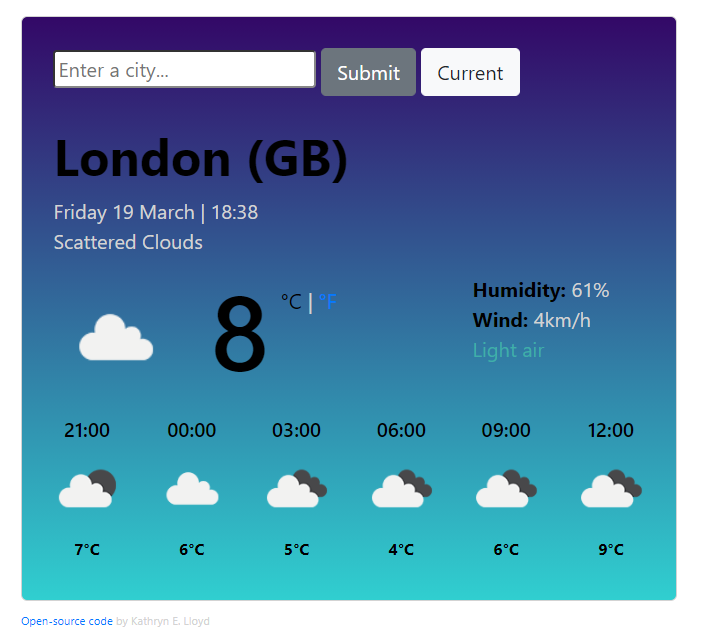 Enter a city... Submit Current
London (GB)
Friday 19 March | 18:38
Scattered Clouds
8 °C | °F
Humidity: 61%
Wind: 4km/h
Light air
21:00 00:00 03:00 06:00 09:00 12:00
7°C 6°C 5°C 4°C 6°C 9°C
Open-source code by Kathryn E. Lloyd